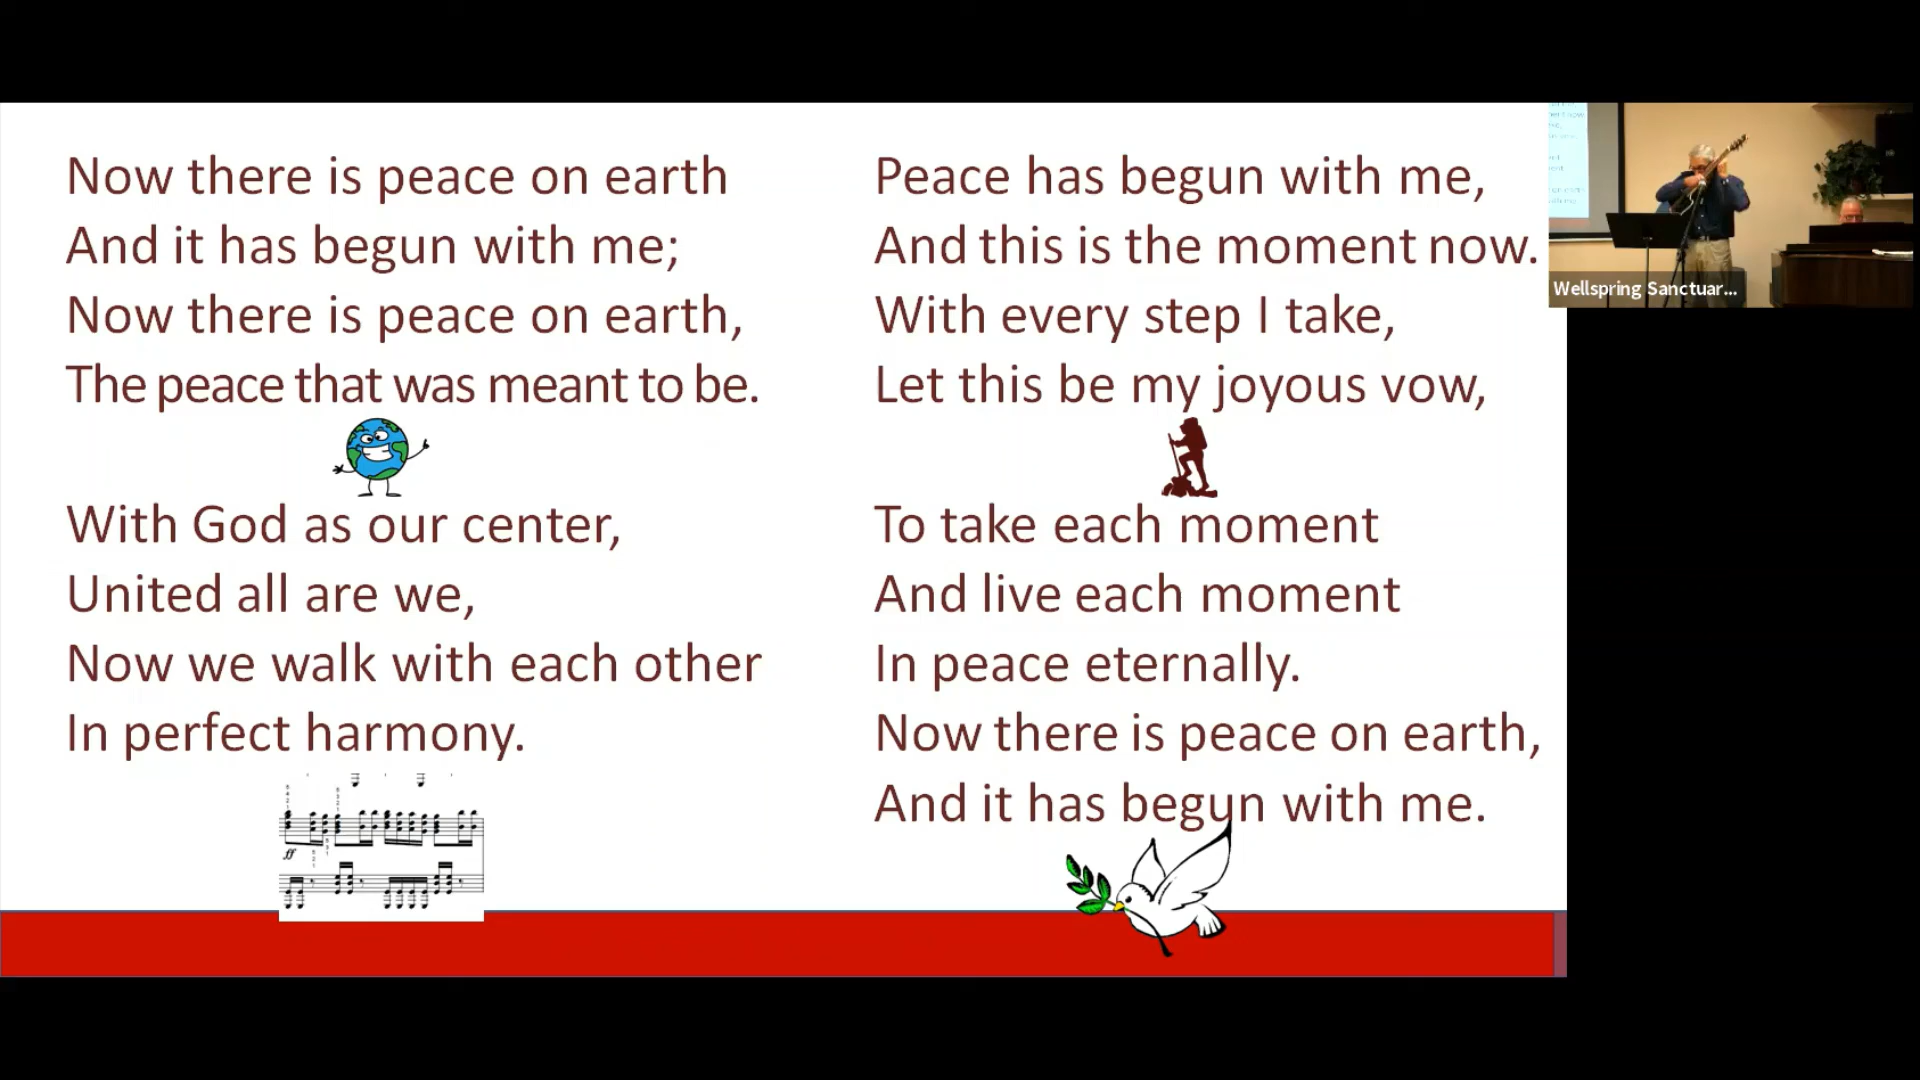 Now there is peace on earth
And it has begun with me;
Now there is peace on earth,
The peace that was meant to be.
With God as our center,
United all are we,
Now we walk with each other
In perfect harmony.
ff
Peace has begun with me,
And this is the moment now.
With every step I take,
Let this be my joyous vow,
To take each moment
And live each moment
In peace eternally.
Now there is peace on earth,
And it has begun with me.
Wellspring Sanctuar...